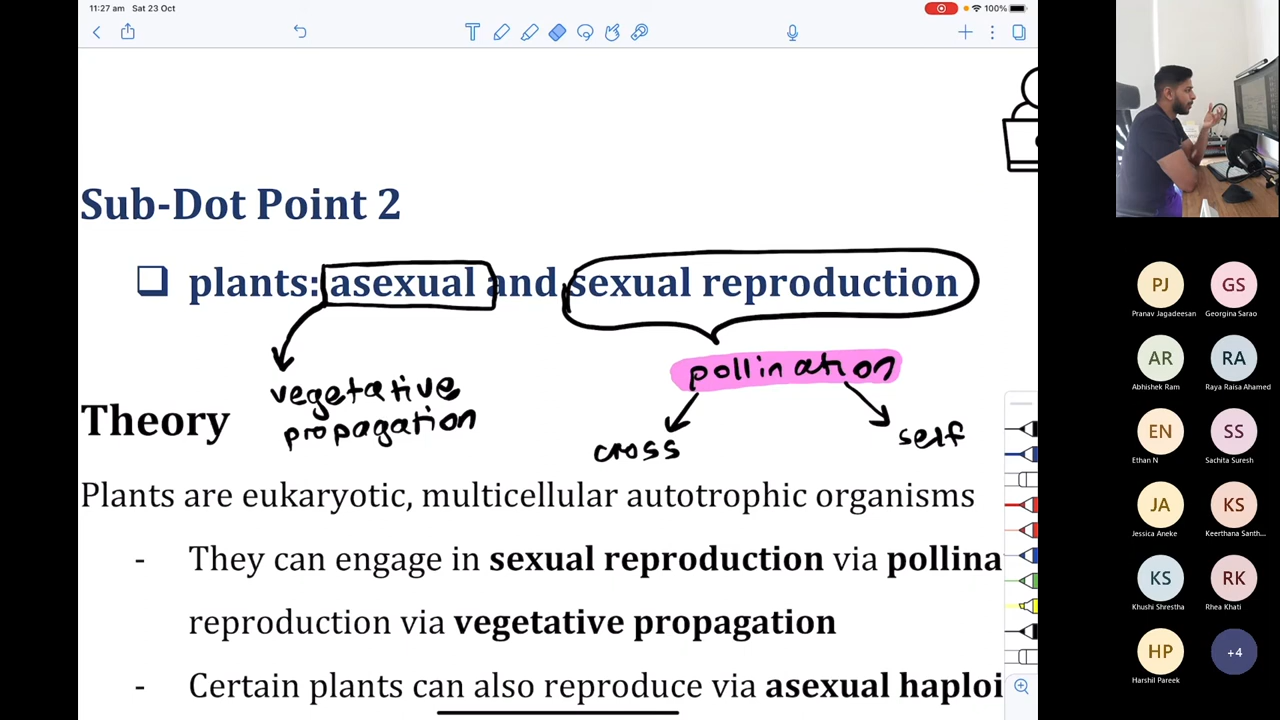 11:27 am Sat 23 Oct
100%
Sub-Dot Point 2
❑ plants: asexual and sexual reproduction
vegetative
propagation
pollination
cross
self
Theory
Plants are eukaryotic, multicellular autotrophic organisms
- They can engage in sexual reproduction via pollina
reproduction via vegetative propagation
- Certain plants can also reproduce via asexual haploi
PJ
Pranav Jagadeesan
GS
Georgina Sarao
AR
Abhishek Ram
RA
Raya Raisa Ahamed
EN
Ethan N
SS
Sachita Suresh
JA
Jessica Aneke
KS
Keerthana Santh...
KS
Khushi Shrestha
RK
Rhea Khati
HP
Harshil Pareek
+4